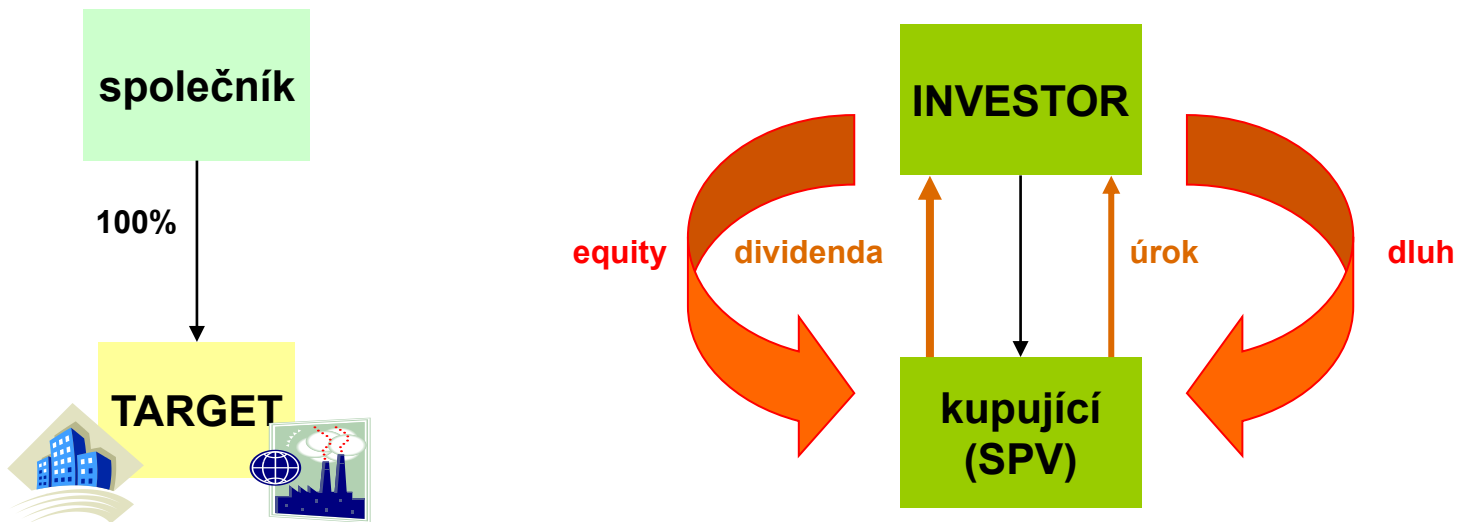 společník
100%
TARGET
INVESTOR
equity
dividenda
úrok
dluh
kupující
(SPV)